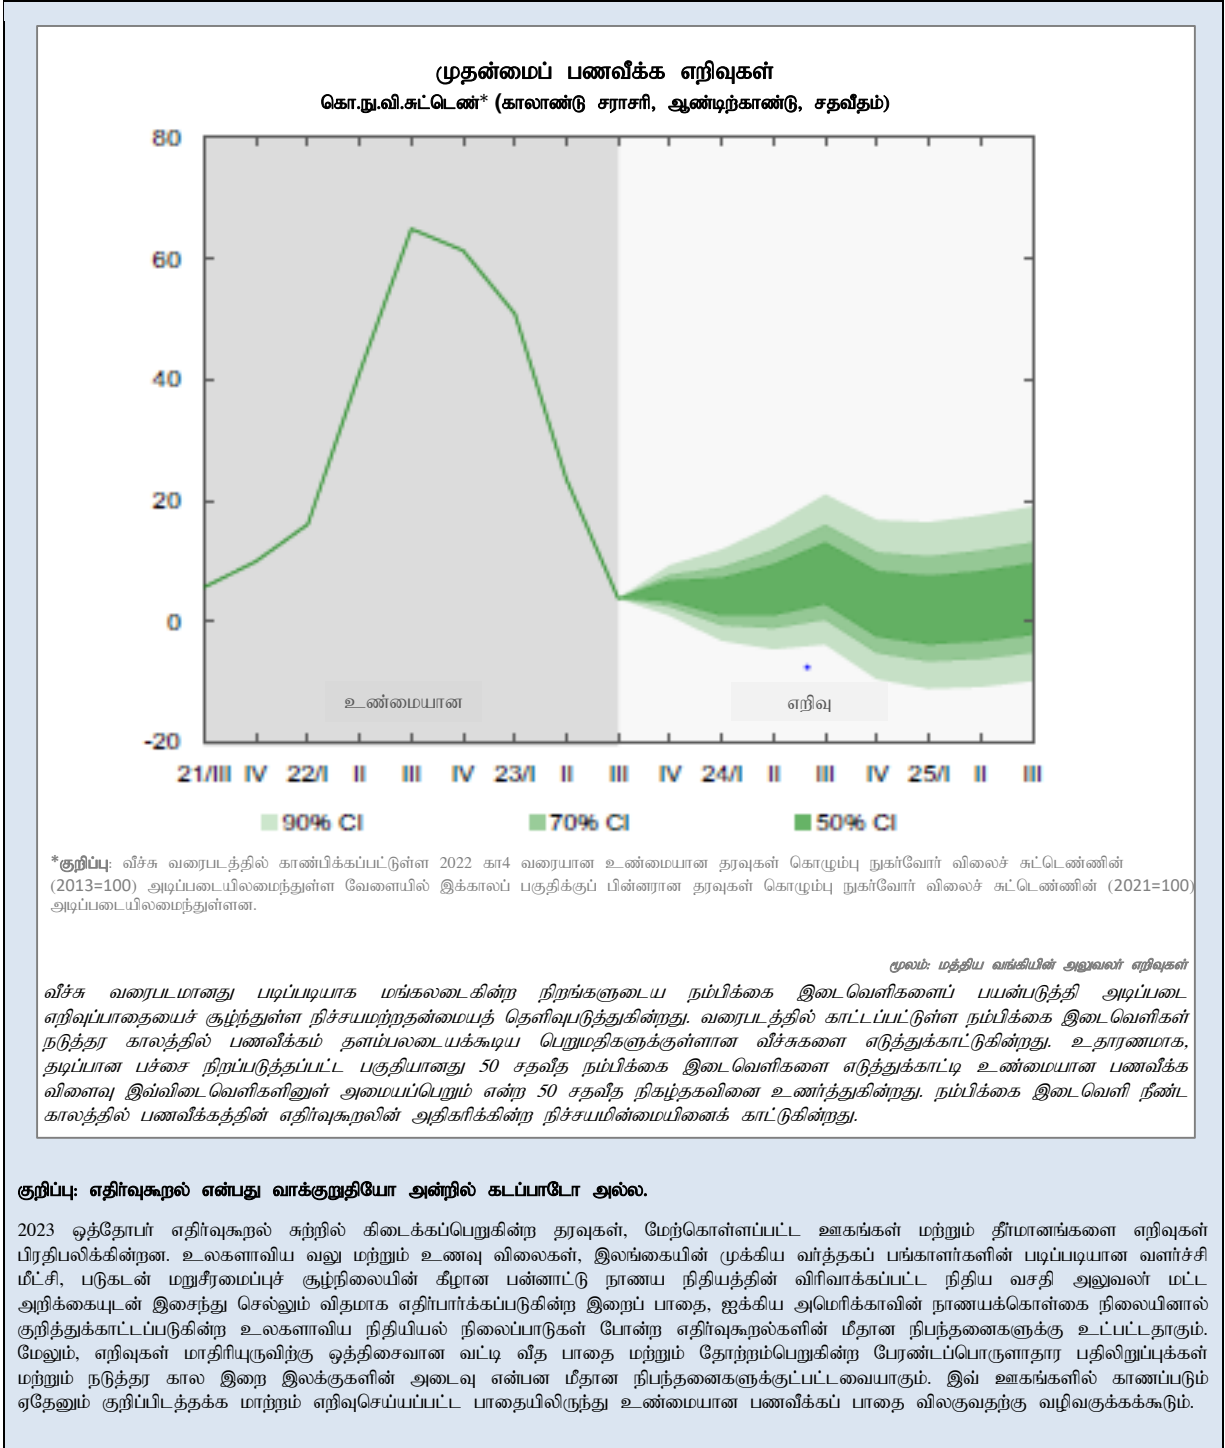 முதன்மைப் பணவீக்க எறிவுகள்
கொ.நு.வி.சுட்டெண்* (காலாண்டு சராசரி, ஆண்டிற்காண்டு, சதவீதம்)
80
60
40
20
0
-20
உண்மையான
எறிவு
21/III IV 22/I II III IV 23/I II III IV 24/I II III IV 25/I II III
90% CI 70% CI 50% CI
*குறிப்பு: வீச்சு வரைபடத்தில் காண்பிக்கப்பட்டுள்ள 2022 கா4 வரையான உண்மையான தரவுகள் கொழும்பு நுகர்வோர் விலைச் சுட்டெண்ணின்
(2013=100) அடிப்படையிலமைந்துள்ள வேளையில் இக்காலப் பகுதிக்குப் பின்னரான தரவுகள் கொழும்பு நுகர்வோர் விலைச் சுட்டெண்ணின் (2021=100)
அடிப்படையிலமைந்துள்ளன.
மூலம்: மத்திய வங்கியின் அலுவலர் எறிவுகள்
வீச்சு வரைபடமானது படிப்படியாக மங்கலடைகின்ற நிறங்களுடைய நம்பிக்கை இடைவெளிகளைப் பயன்படுத்தி அடிப்படை
எறிவுப்பாதையைச் சூழ்ந்துள்ள நிச்சயமற்றதன்மையத் தெளிவுபடுத்துகின்றது. வரைபடத்தில் காட்டப்பட்டுள்ள நம்பிக்கை இடைவெளிகள்
நடுத்தர காலத்தில் பணவீக்கம் தளம்பலடையக்கூடிய பெறுமதிகளுக்குள்ளான வீச்சுகளை எடுத்துக்காட்டுகின்றது. உதாரணமாக,
தடிப்பான பச்சை நிறப்படுத்தப்பட்ட பகுதியானது 50 சதவீத நம்பிக்கை இடைவெளிகளை எடுத்துக்காட்டி உண்மையான பணவீக்க
விளைவு இவ்விடைவெளிகளினுள் அமையப்பெறும் என்ற 50 சதவீத நிகழ்தகவினை உணர்த்துகின்றது. நம்பிக்கை இடைவெளி நீண்ட
காலத்தில் பணவீக்கத்தின் எதிர்வுகூறலின் அதிகரிக்கின்ற நிச்சயமின்மையினைக் காட்டுகின்றது.
குறிப்பு: எதிர்வுகூறல் என்பது வாக்குறுதியோ அன்றில் கடப்பாடோ அல்ல.
2023 ஒத்தோபர் எதிர்வுகூறல் சுற்றில் கிடைக்கப்பெறுகின்ற தரவுகள், மேற்கொள்ளப்பட்ட ஊகங்கள் மற்றும் தீர்மானங்களை எறிவுகள்
பிரதிபலிக்கின்றன. உலகளாவிய வலு மற்றும் உணவு விலைகள், இலங்கையின் முக்கிய வர்த்தகப் பங்காளர்களின் படிப்படியான வளர்ச்சி
மீட்சி, படுகடன் மறுசீரமைப்புச் சூழ்நிலையின் கீழான பன்னாட்டு நாணய நிதியத்தின் விரிவாக்கப்பட்ட நிதிய வசதி அலுவலர் மட்ட
அறிக்கையுடன் இசைந்து செல்லும் விதமாக எதிர்பார்க்கப்படுகின்ற இறைப் பாதை, ஐக்கிய அமெரிக்காவின் நாணயக்கொள்கை நிலையினால்
குறித்துக்காட்டப்படுகின்ற உலகளாவிய நிதியியல் நிலைப்பாடுகள் போன்ற எதிர்வுகூறல்களின் மீதான நிபந்தனைகளுக்கு உட்பட்டதாகும்.
மேலும், எறிவுகள் மாதிரியுருவிற்கு ஒத்திசைவான வட்டி வீத பாதை மற்றும் தோற்றம்பெறுகின்ற பேரண்டப்பொருளாதார பதிலிறுப்புக்கள்
மற்றும் நடுத்தர கால இறை இலக்குகளின் அடைவு என்பன மீதான நிபந்தனைகளுக்குட்பட்டவையாகும். இவ் ஊகங்களில் காணப்படும்
ஏதேனும் குறிப்பிடத்தக்க மாற்றம் எறிவுசெய்யப்பட்ட பாதையிலிருந்து உண்மையான பணவீக்கப் பாதை விலகுவதற்கு வழிவகுக்கக்கூடும்.